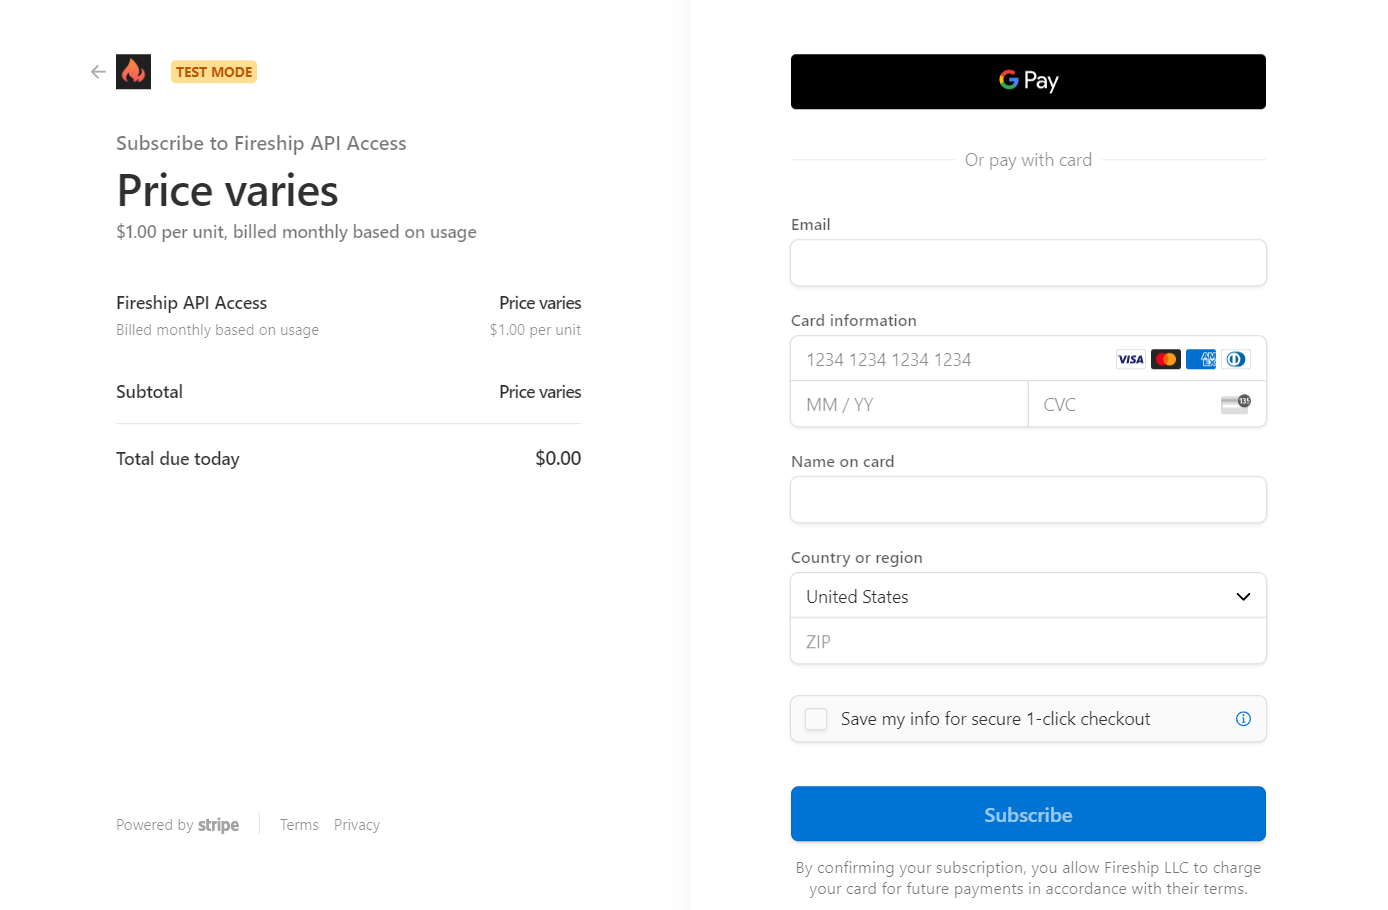 TEST MODE
Subscribe to Fireship API Access
Price varies
$1.00 per unit, billed monthly based on usage
Fireship API Access Price varies
Billed monthly based on usage $1.00 per unit
Subtotal Price varies
Total due today $0.00
Powered by stripe Terms Privacy
G Pay
Or pay with card
Email
Card information
1234 1234 1234 1234 VISA AM EX
MM / YY CVC 135
Name on card
Country or region
United States
ZIP
Save my info for secure 1-click checkout
Subscribe
By confirming your subscription, you allow Fireship LLC to charge
your card for future payments in accordance with their terms.